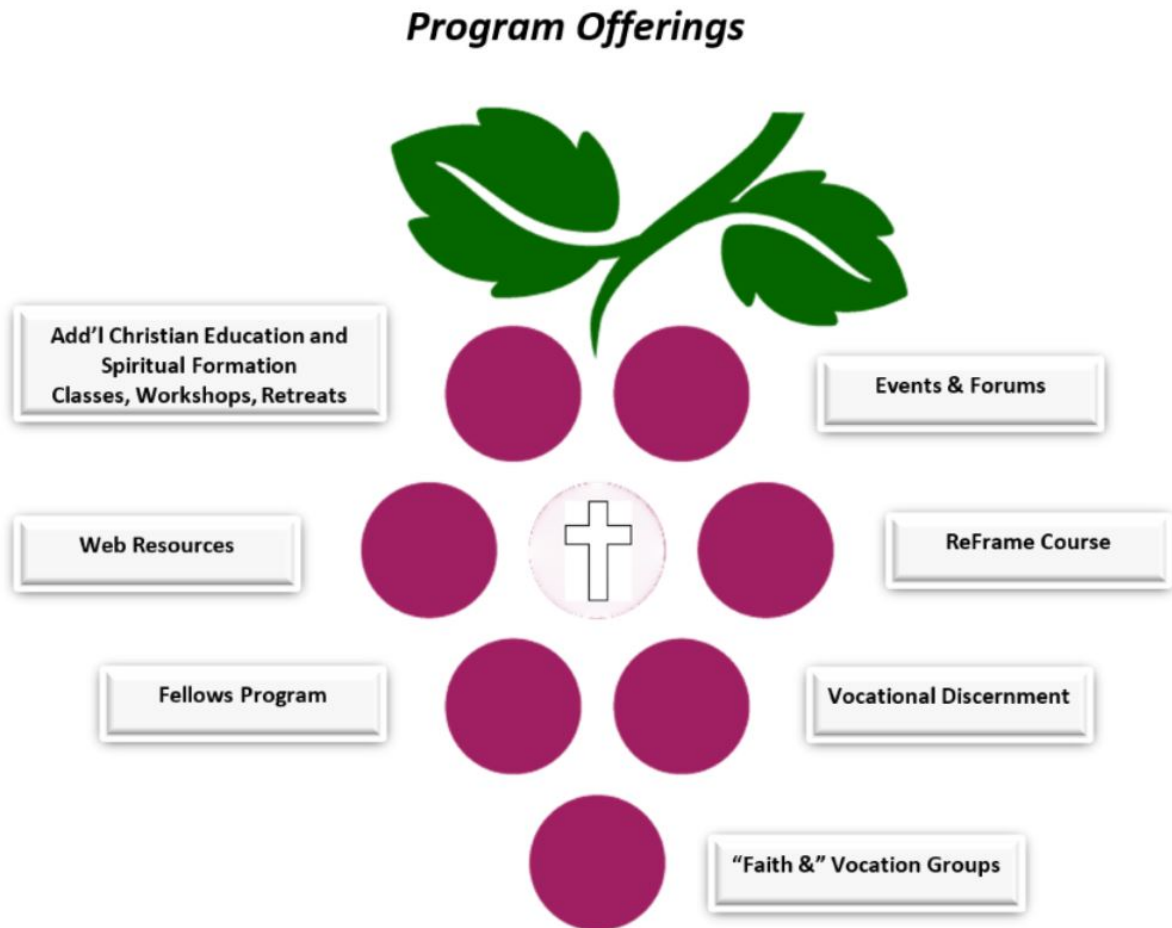 Program Offerings
Add'l Christian Education and
Spiritual Formation
Classes, Workshops, Retreats
Events & Forums
Web Resources
ReFrame Course
Fellows Program
Vocational Discernment
“Faith &” Vocation Groups